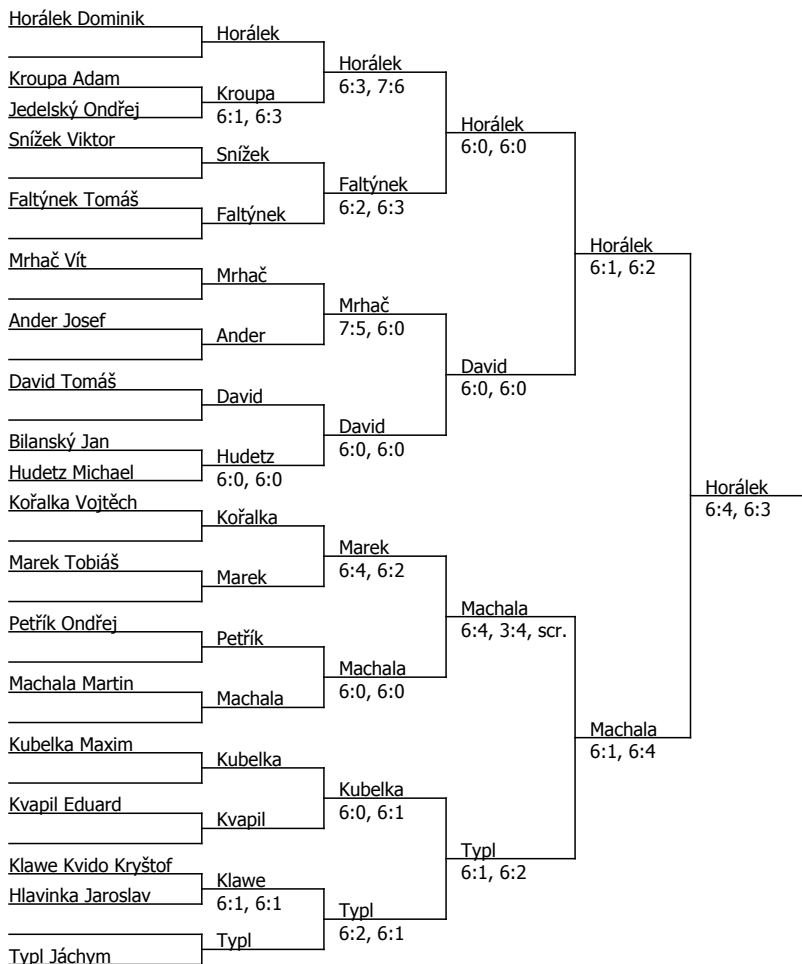 Horálek Dominik
Horálek
Horálek
6:3, 7:6
Kroupa Adam
Kroupa
6:1, 6:3
Jedelský Ondřej
Horálek
6:0, 6:0
Snížek Viktor
Snížek
Faltýnek
6:2, 6:3
Faltýnek Tomáš
Faltýnek
Horálek
6:1, 6:2
Mrhač Vít
Mrhač
Mrhač
7:5, 6:0
Ander Josef
Ander
David
6:0, 6:0
David Tomáš
David
David
6:0, 6:0
Bilanský Jan
Hudetz
6:0, 6:0
Hudetz Michael
Horálek
6:4, 6:3
Kořalka Vojtěch
Kořalka
Marek
6:4, 6:2
Marek Tobiáš
Marek
Machala
6:4, 3:4, scr.
Petřík Ondřej
Petřík
Machala
6:0, 6:0
Machala Martin
Machala
Machala
6:1, 6:4
Kubelka Maxim
Kubelka
Kubelka
6:0, 6:1
Kvapil Eduard
Kvapil
Typl
6:1, 6:2
Klawe Kvido Kryštof
Klawe
6:1, 6:1
Hlavinka Jaroslav
Typl
6:2, 6:1
Typl
Typl Jáchym